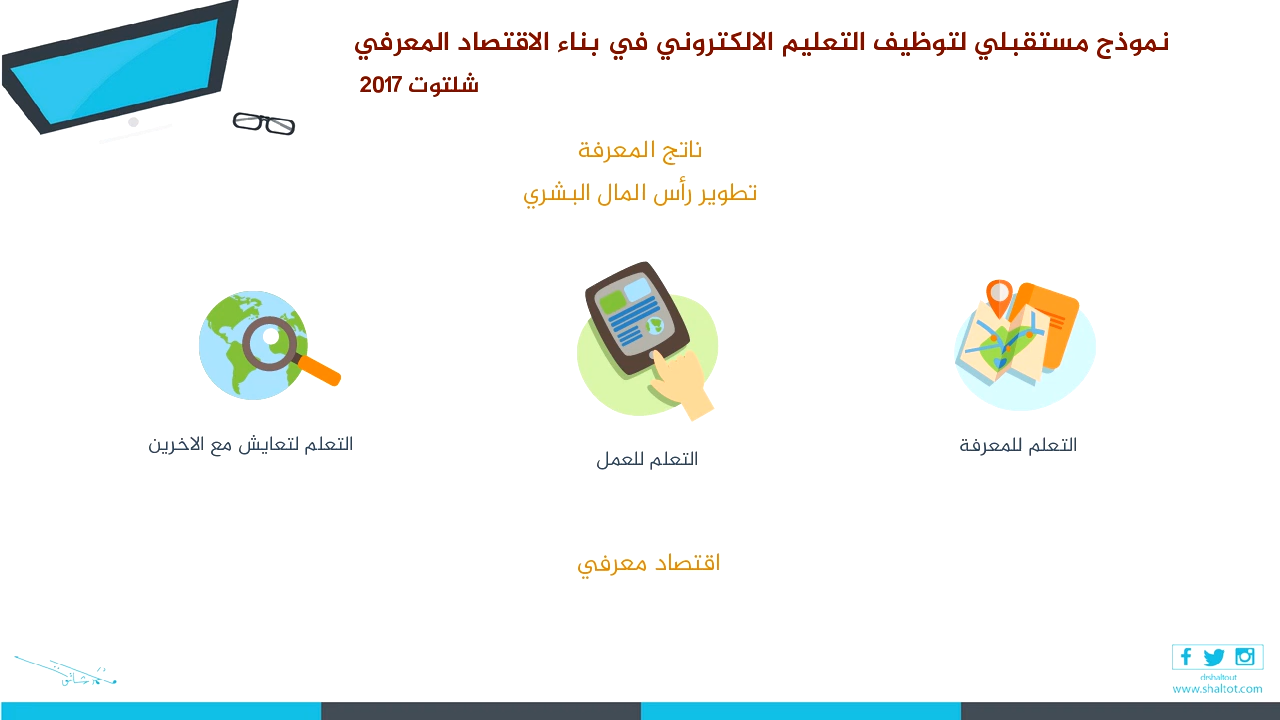 نموذج مستقبلي لتوظيف التعليم الالكتروني في بناء الاقتصاد المعرفي
شلتوت 2017
ناتج المعرفة
تطوير رأس المال البشري
التعلم للمعرفة
التعلم للعمل
التعلم لتعايش مع الاخرين
اقتصاد معرفي
drshaltout
www.shaltot.com